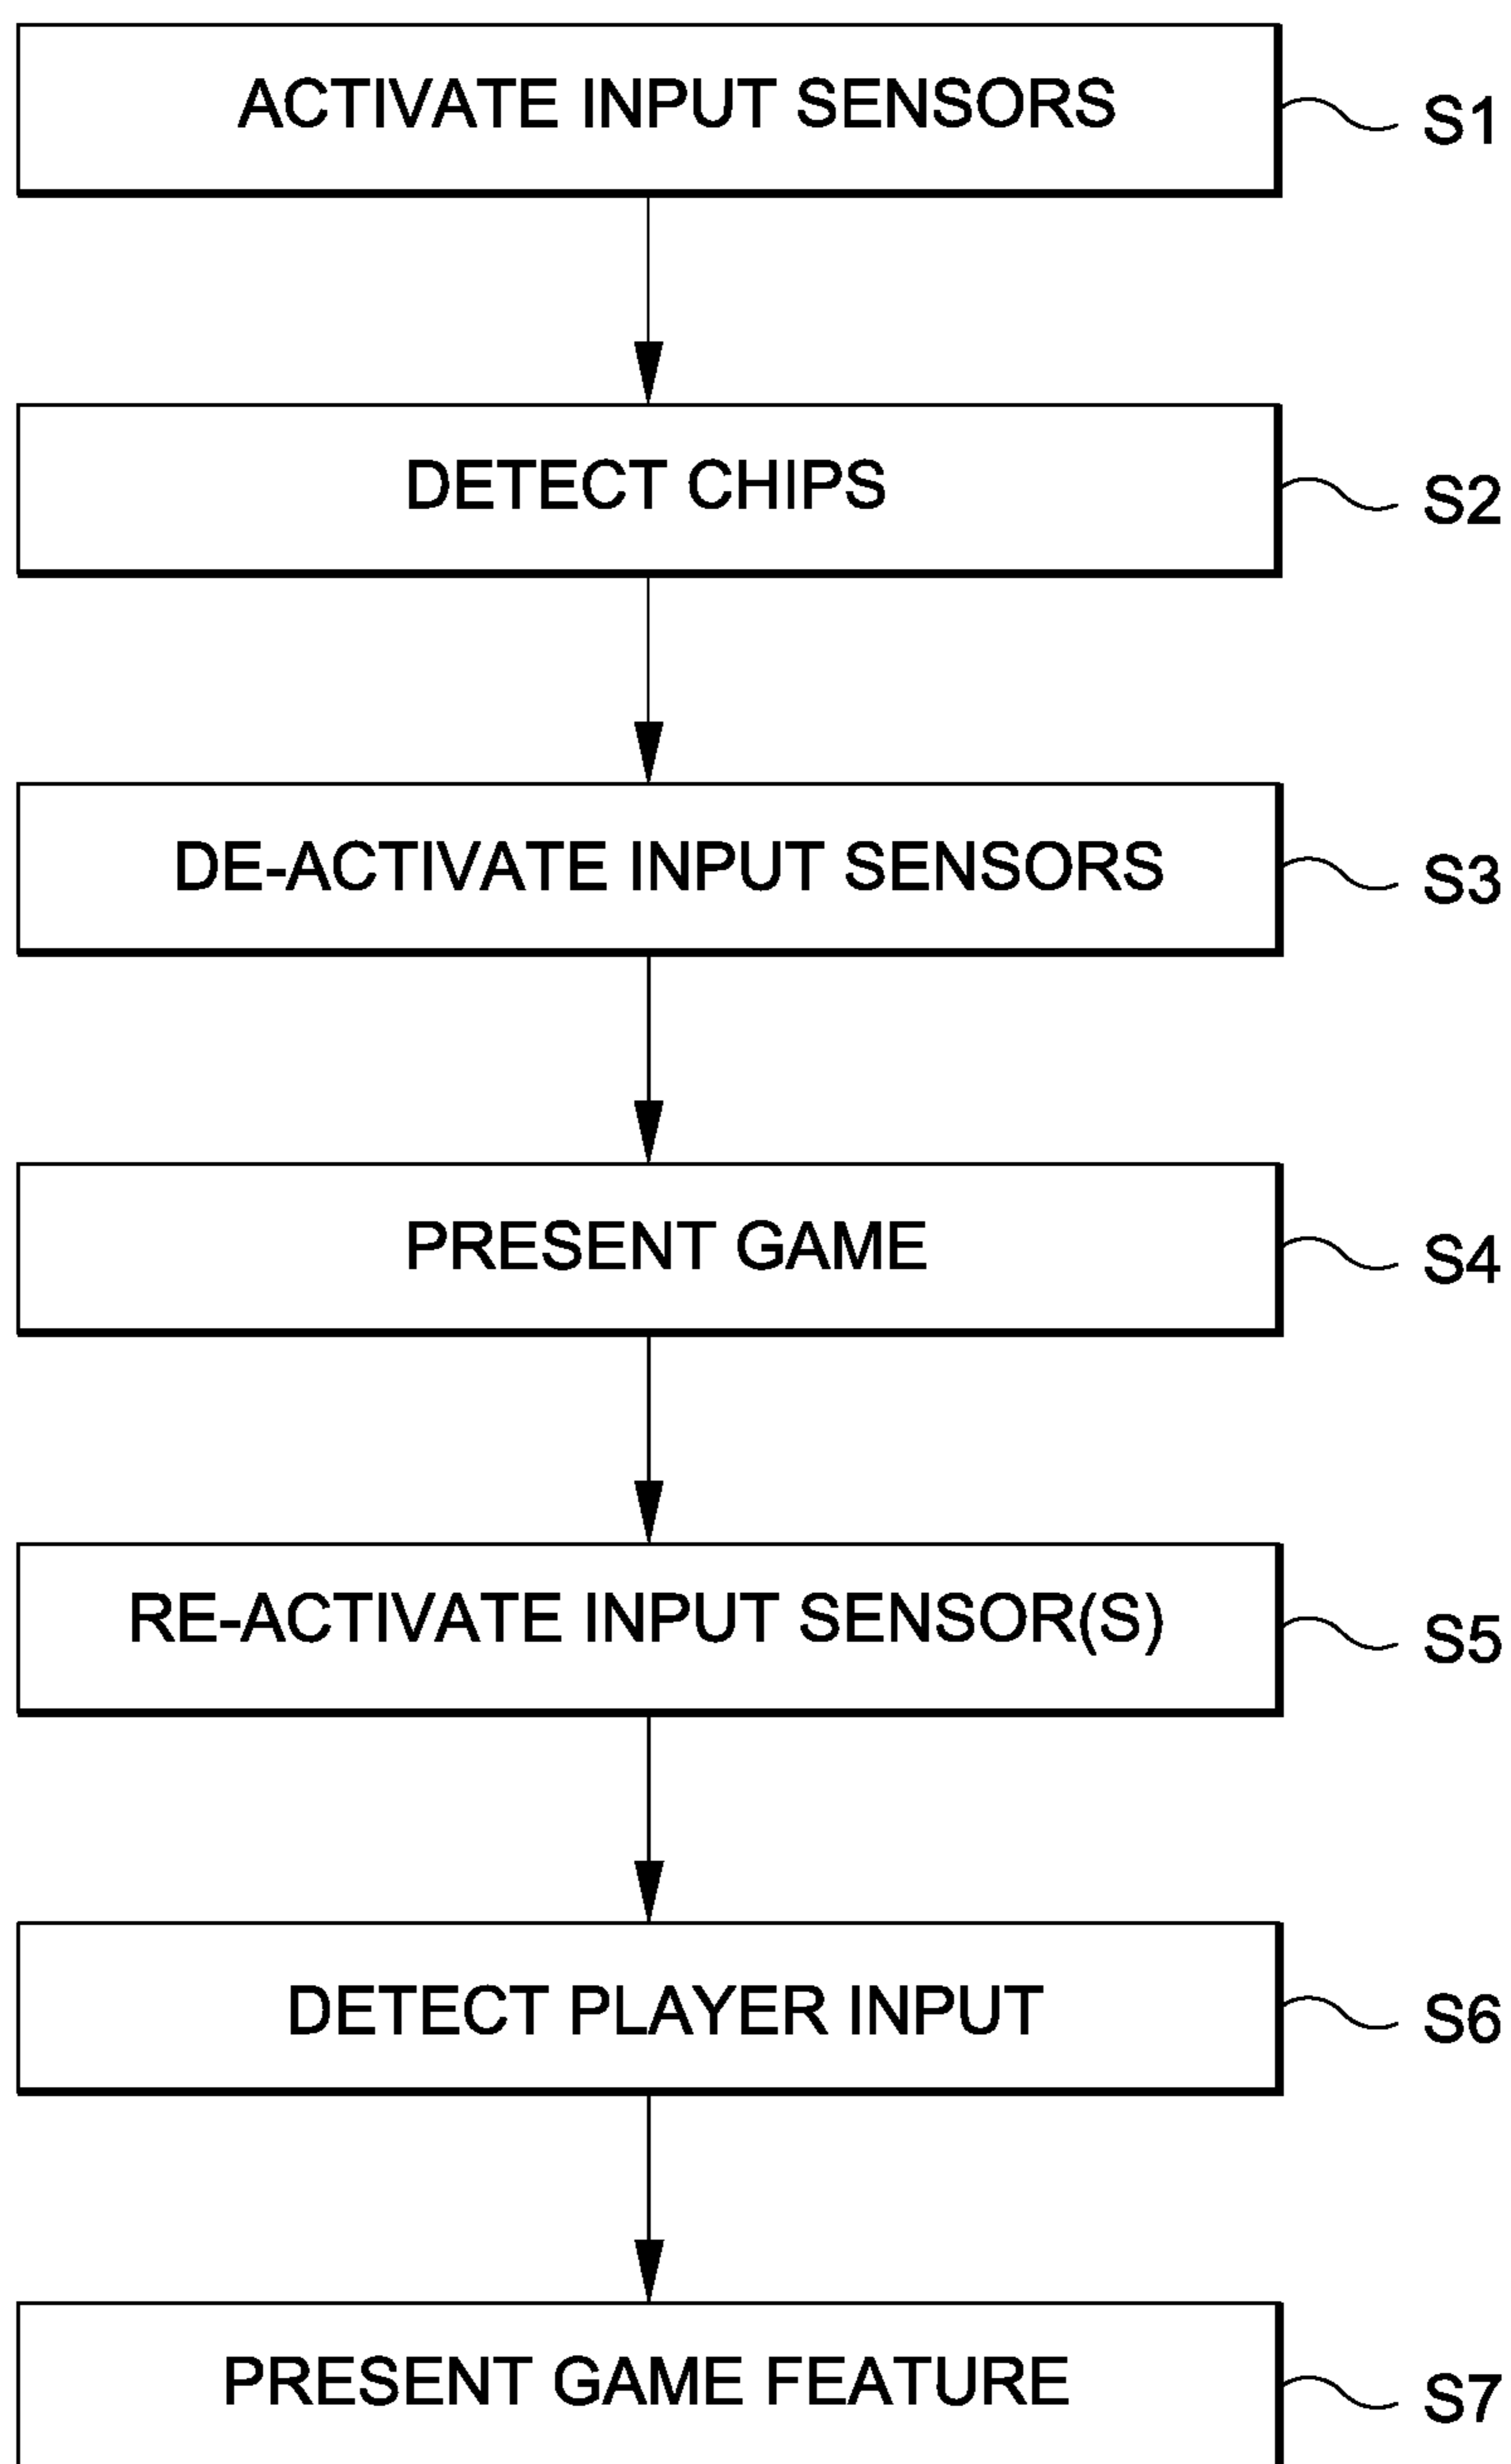 ACTIVATE INPUT SENSORS S1
DETECT CHIPS S2
DE-ACTIVATE INPUT SENSORS S3
PRESENT GAME S4
RE-ACTIVATE INPUT SENSOR(S) S5
DETECT PLAYER INPUT S6
PRESENT GAME FEATURE S7